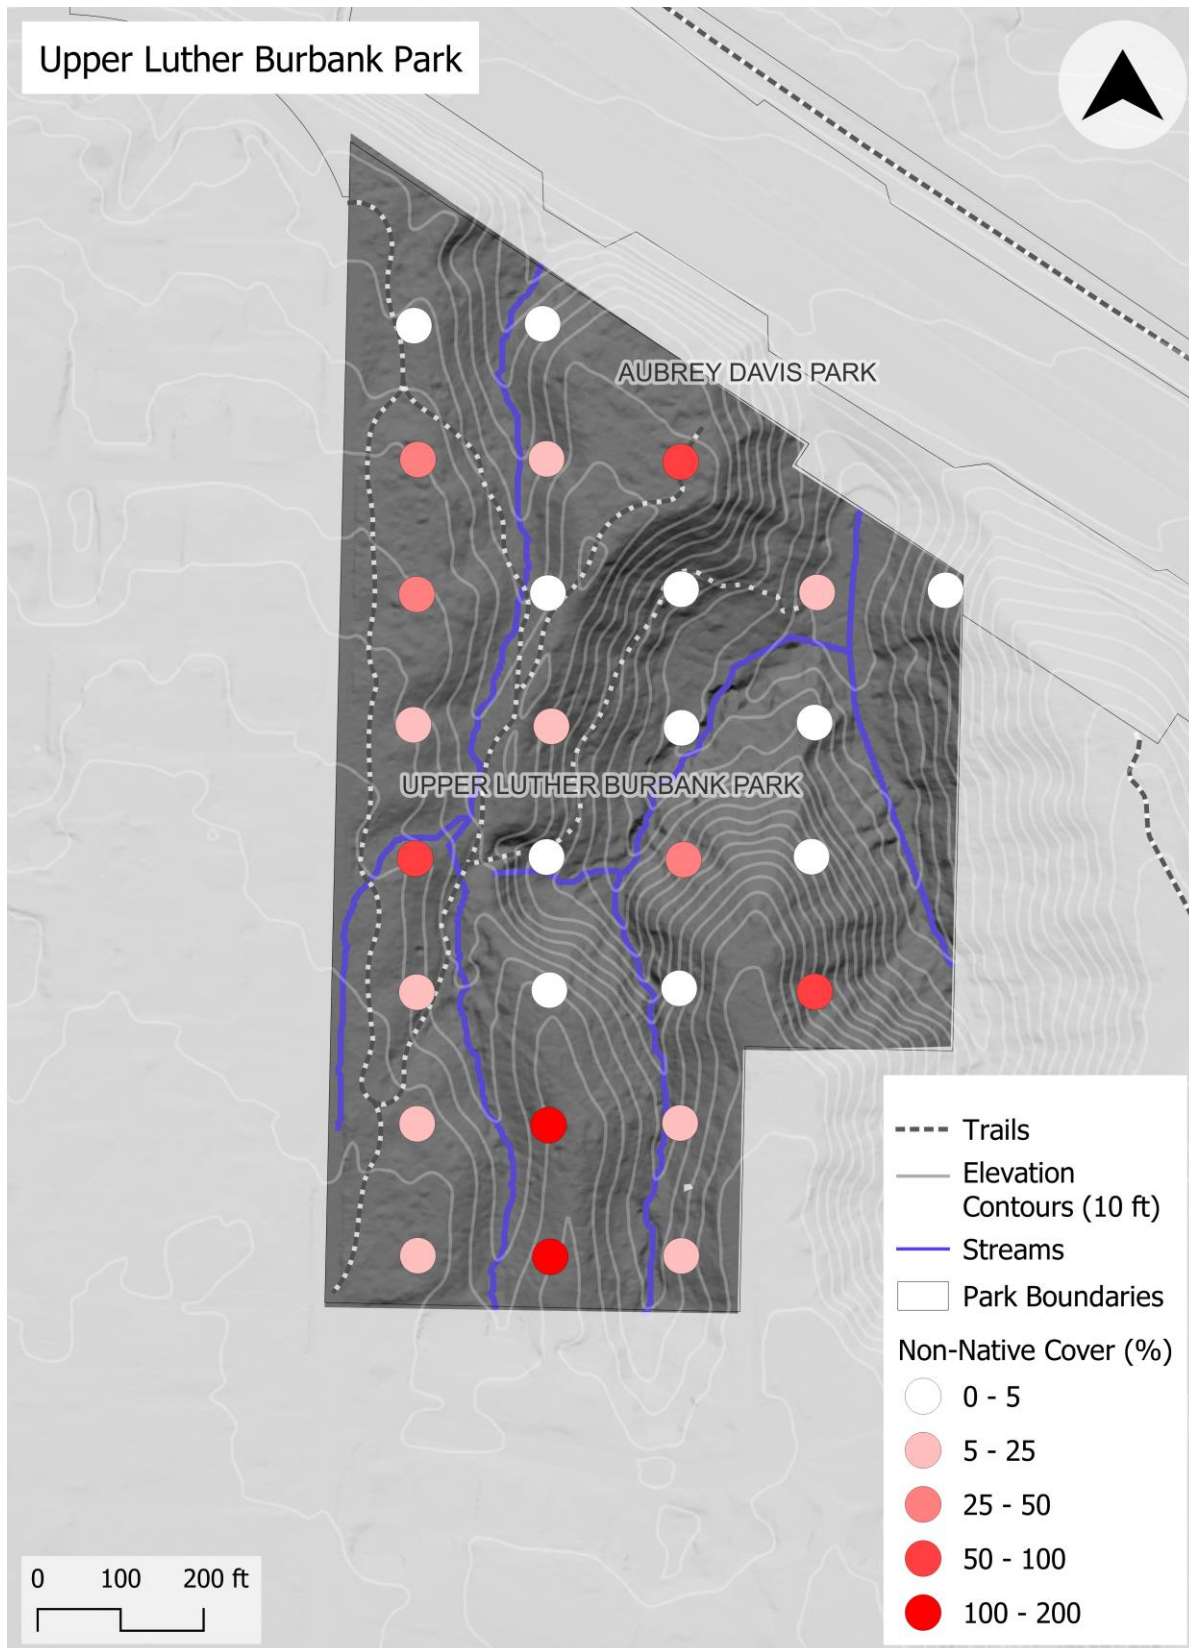 Upper Luther Burbank Park
AUBREY DAVIS PARK
UPPER LUTHER BURBANK PARK
Trails
Elevation
Contours (10 ft)
Streams
Park Boundaries
Non-Native Cover (%)
0 - 5
5 - 25
25 - 50
50 - 100
100 - 200
0 100 200 ft